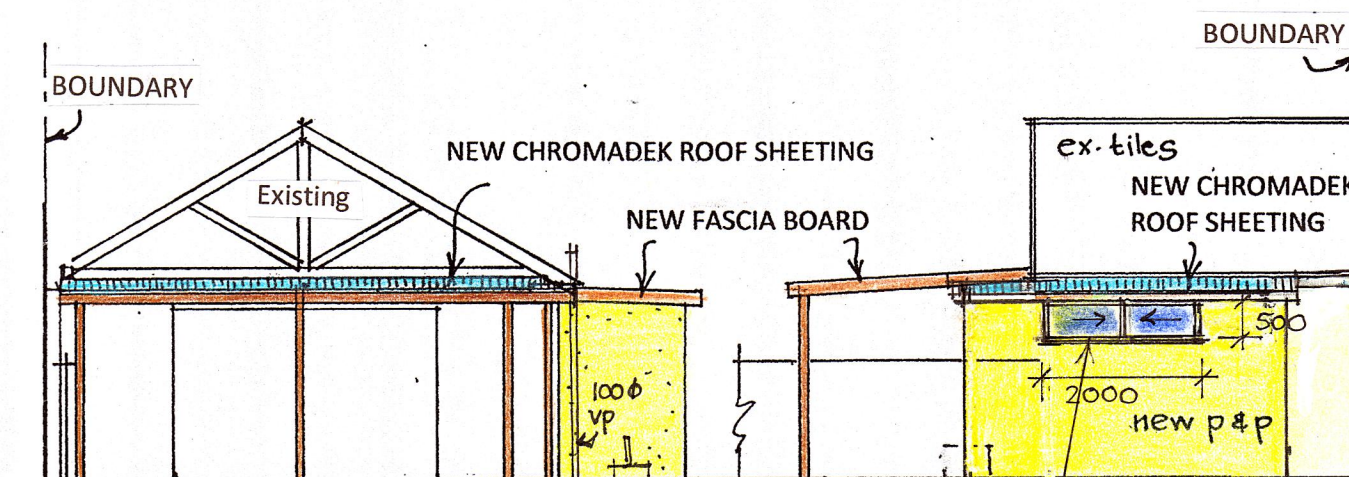 BOUNDARY
BOUNDARY
NEW CHROMADEK ROOF SHEETING
ex. tiles
Existing
NEW CHROMADEK
ROOF SHEETING
NEW FASCIA BOARD
500
100Φ
vp
2000
new p & p